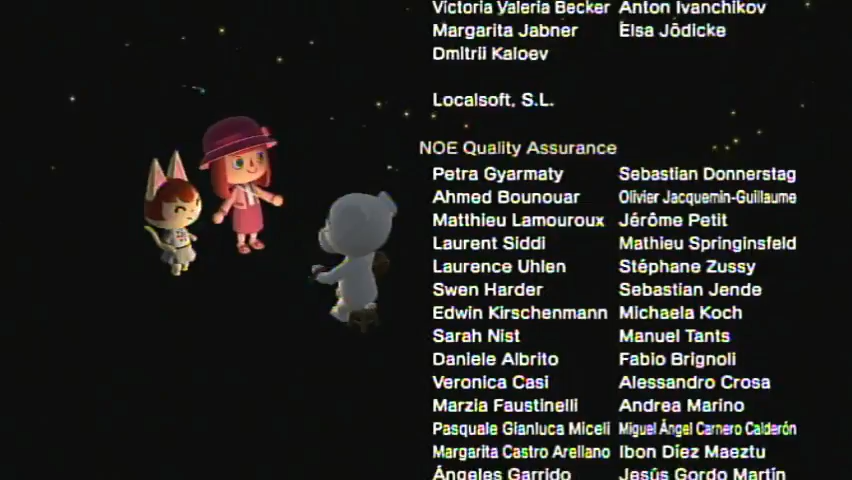 Victoria Valeria Becker Anton Ivanchikov
Margarita Jabner Elsa Jödicke
Dmitrii Kaloev
Localsoft, S.L.
NOE Quality Assurance
Petra Gyarmaty Sebastian Donnerstag
Ahmed Bounouar Olivier Jacquemin-Guillaume
Matthieu Lamouroux Jérôme Petit
Laurent Siddi Mathieu Springinsfeld
Laurence Uhlen Stéphane Zussy
Swen Harder Sebastian Jende
Edwin Kirschenmann Michaela Koch
Sarah Nist Manuel Tants
Daniele Albrito Fabio Brignoli
Veronica Casi Alessandro Crosa
Marzia Faustinelli Andrea Marino
Pasquale Gianluca Miceli Miguel Ángel Carnero Calderón
Margarita Castro Arellano Ibon Díez Maeztu
Ángeles Garrido Jesús Gordo Martín